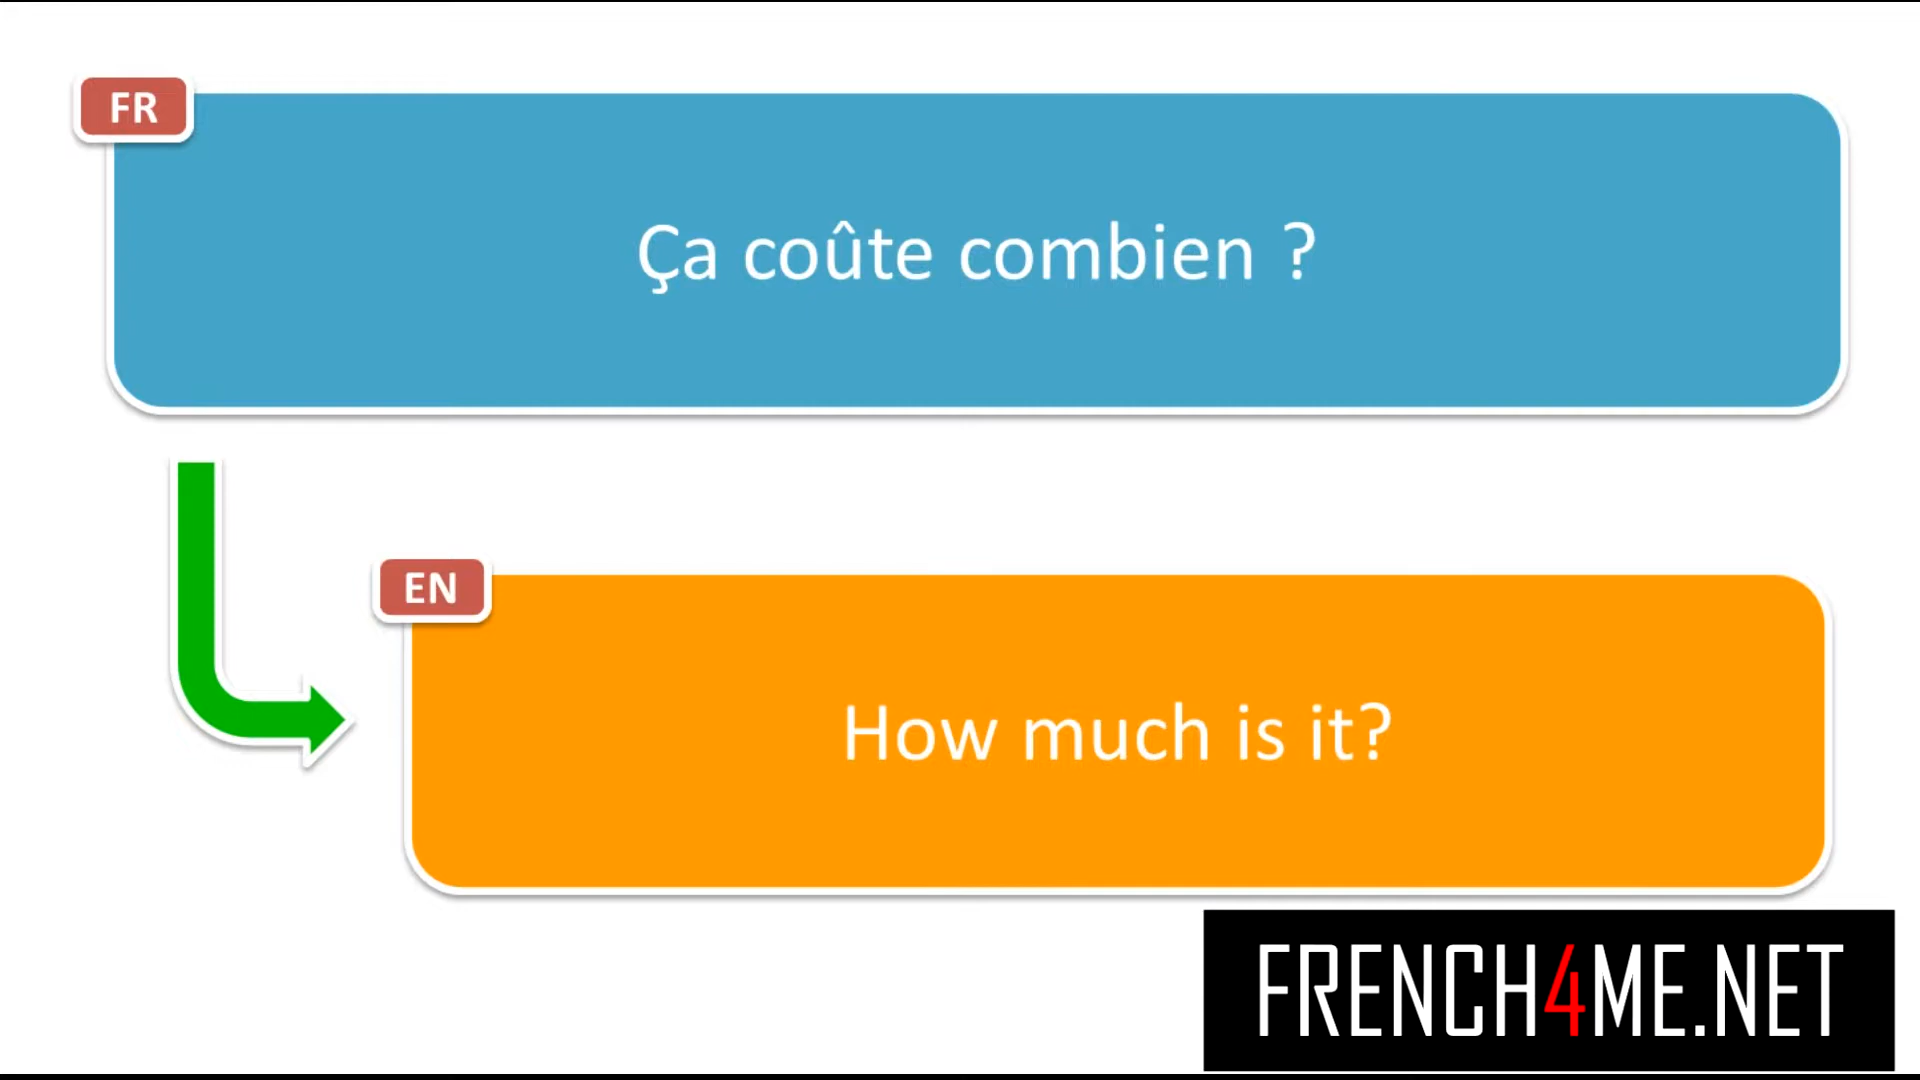 FR
Ça coûte combien ?
EN
How much is it?
FRENCH4ME.NET